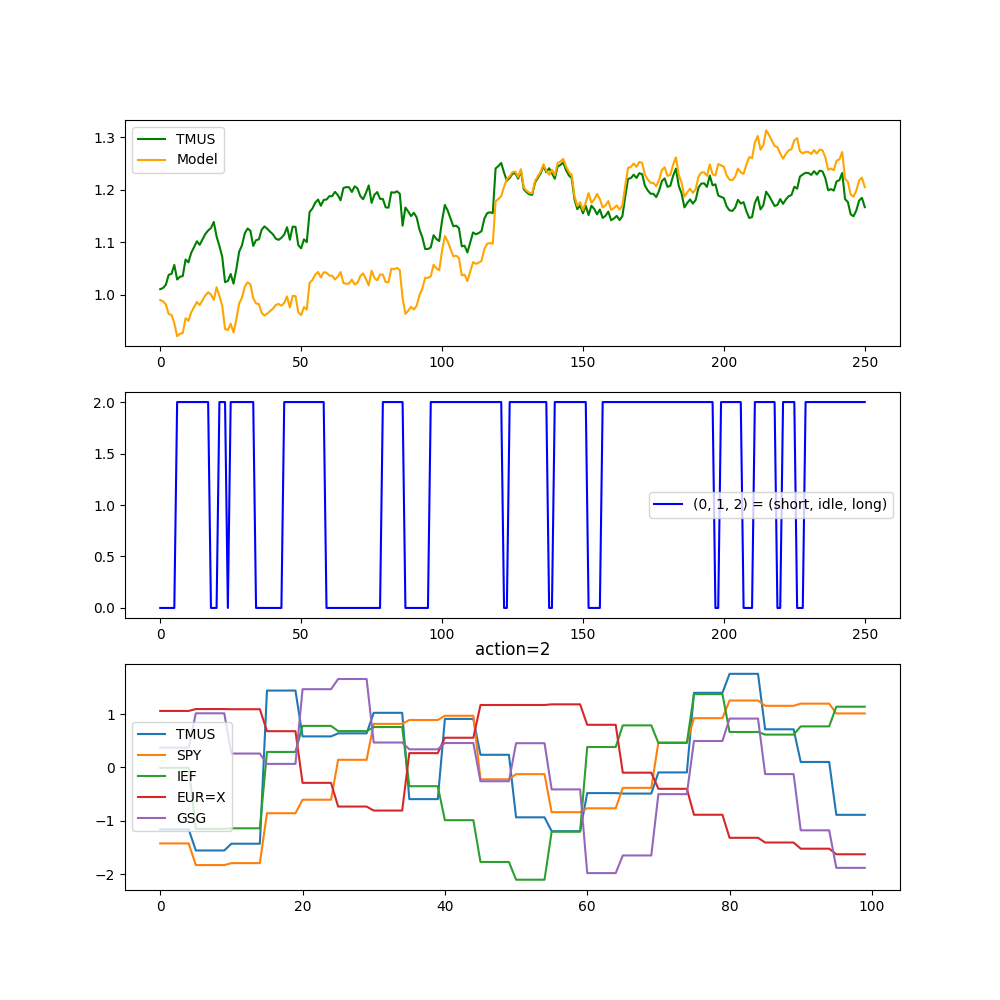 1.3
1.2
1.1
1.0
TMUS
Model
0 50 100 150 200 250
2.0
1.5
1.0
0.5
0.0
(0, 1, 2) = (short, idle, long)
0 50 100 150 200 250
action=2
1
0
−1
−2
TMUS
SPY
IEF
EUR=X
GSG
0 20 40 60 80 100